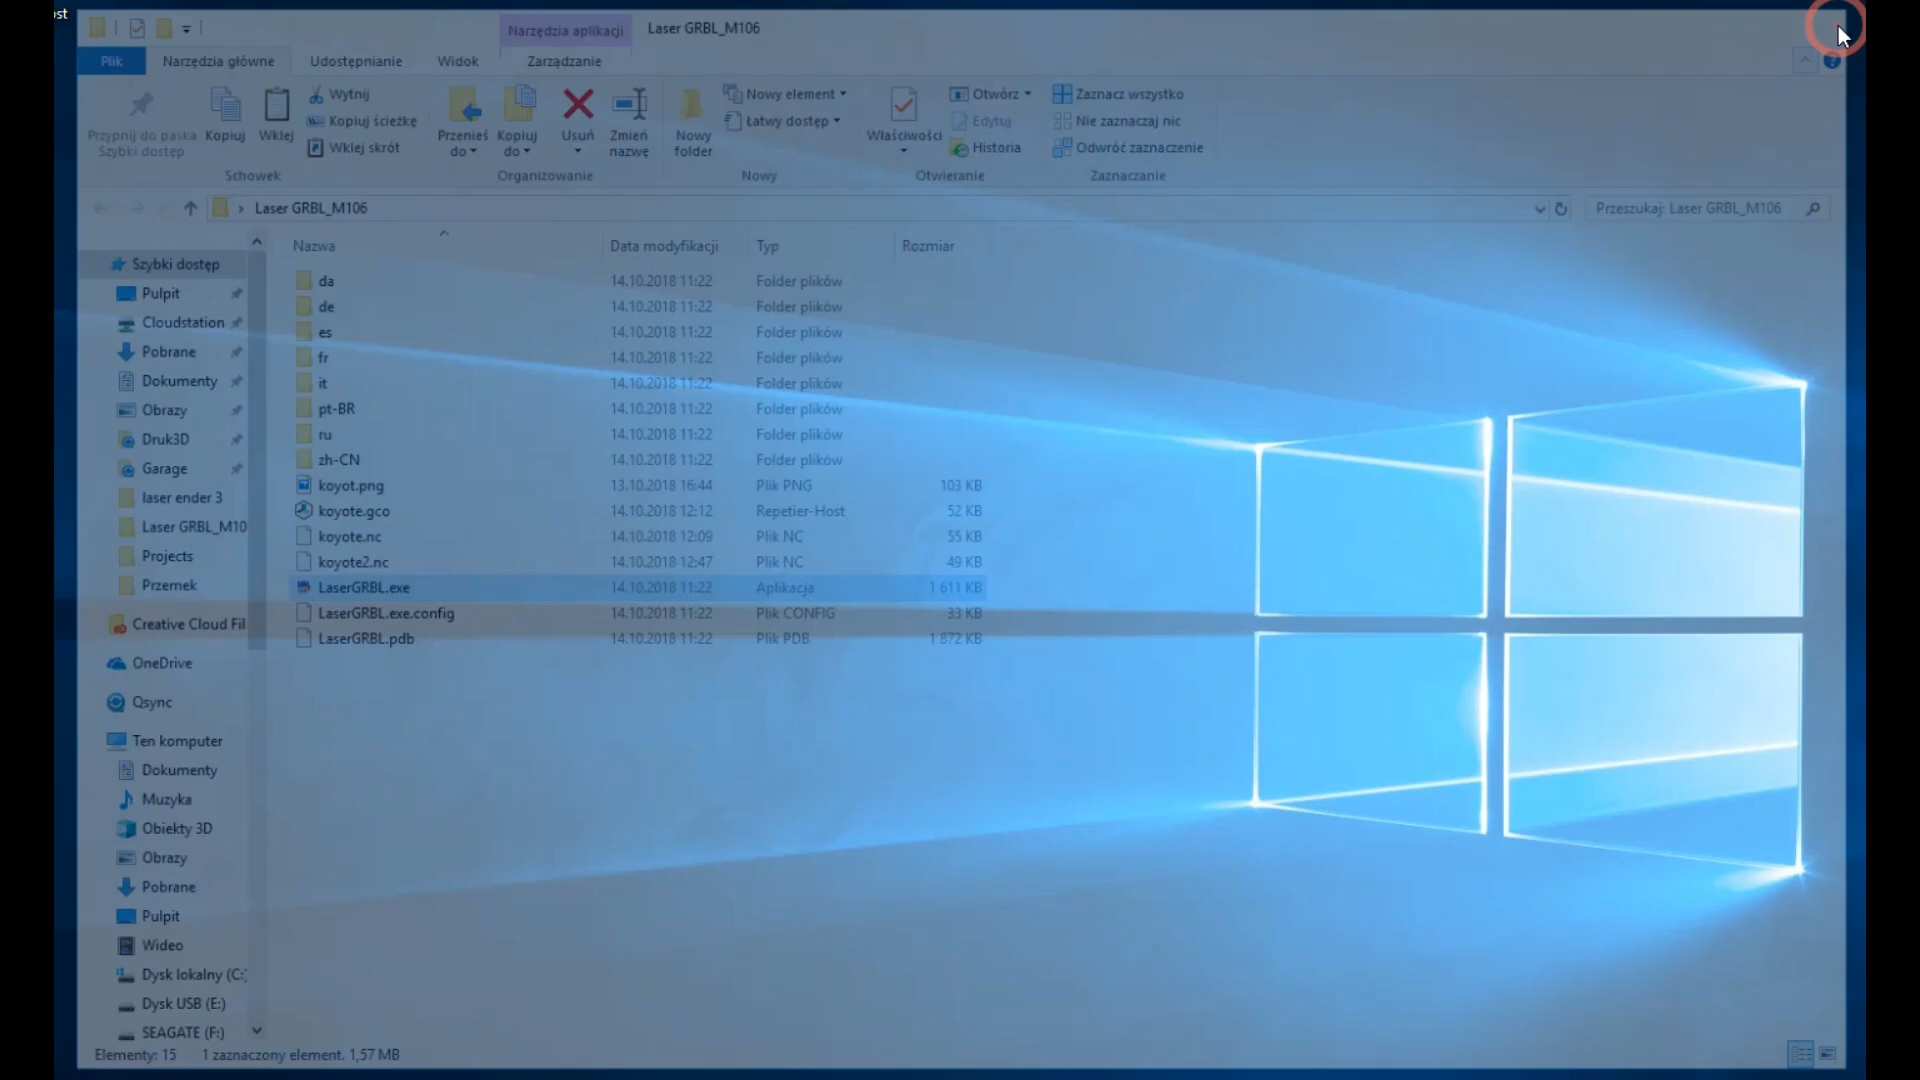 ost
Narzędzia aplikacji
Laser GRBL_M106
Plik
Narzędzia główne
Udostępnianie
Widok
Zarządzanie
Przypnij do paska
Szybki dostęp
Kopiuj
Wklej
Wytnij
Kopiuj ścieżkę
Wklej skrót
Schowek
Przenieś
do
Kopiuj
do
Usuń
Zmień
nazwę
Organizowanie
Nowy
folder
Nowy element
Łatwy dostęp
Nowy
Właściwości
Otwórz
Edytuj
Historia
Otwieranie
Zaznacz wszystko
Nie zaznaczaj nic
Odwróć zaznaczenie
Zaznaczanie
Laser GRBL_M106
Przeszukaj: Laser GRBL_M106
Szybki dostęp
Pulpit
Cloudstation
Pobrane
Dokumenty
Obrazy
Druk3D
Garage
laser ender 3
Laser GRBL_M10
Projects
Przemek
Creative Cloud Fil
OneDrive
Qsync
Ten komputer
Dokumenty
Muzyka
Obiekty 3D
Obrazy
Pobrane
Pulpit
Wideo
Dysk lokalny (C:)
Dysk USB (E:)
SEAGATE (F:)
Nazwa Data modyfikacji Typ Rozmiar
da 14.10.2018 11:22 Folder plików
de 14.10.2018 11:22 Folder plików
es 14.10.2018 11:22 Folder plików
fr 14.10.2018 11:22 Folder plików
it 14.10.2018 11:22 Folder plików
pt-BR 14.10.2018 11:22 Folder plików
ru 14.10.2018 11:22 Folder plików
zh-CN 14.10.2018 11:22 Folder plików
koyot.png 13.10.2018 16:44 Plik PNG 103 KB
koyote.gco 14.10.2018 12:12 Repetier-Host 52 KB
koyote.nc 14.10.2018 12:09 Plik NC 55 KB
koyote2.nc 14.10.2018 12:47 Plik NC 49 KB
LaserGRBL.exe 14.10.2018 11:22 Aplikacja 1 611 KB
LaserGRBL.exe.config 14.10.2018 11:22 Plik CONFIG 33 KB
LaserGRBL.pdb 14.10.2018 11:22 Plik PDB 1 872 KB
Elementy: 15 1 zaznaczony element. 1,57 MB